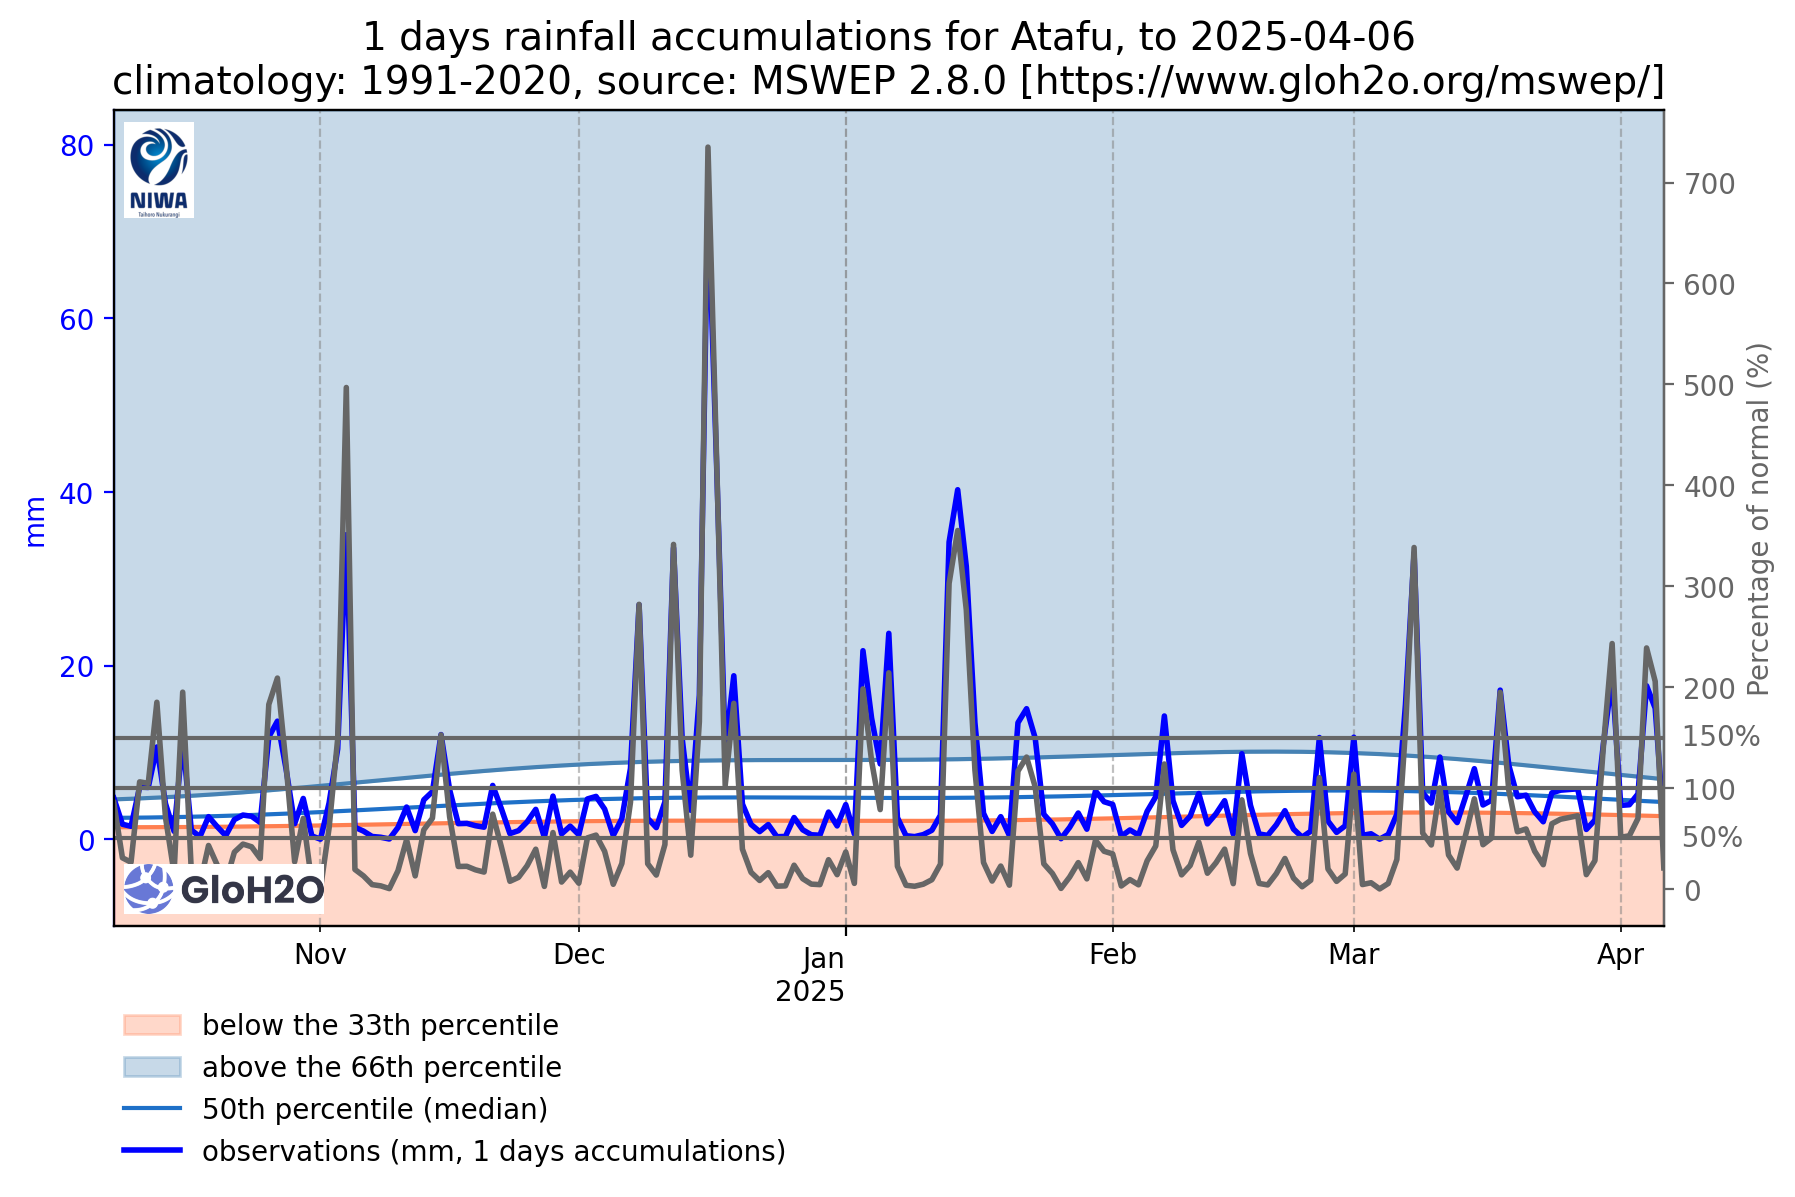 1 days rainfall accumulations for Atafu, to 2025-04-06
climatology: 1991-2020, source: MSWEP 2.8.0 [https://www.gloh2o.org/mswep/]
NIWA
Taihoro Nukurangi
80
60
40
20
0
mm
700
600
500
400
300
200
150%
100
50%
0
Percentage of normal (%)
GloH2O
Nov
Dec
Jan
2025
Feb
Mar
Apr
below the 33th percentile
above the 66th percentile
50th percentile (median)
observations (mm, 1 days accumulations)